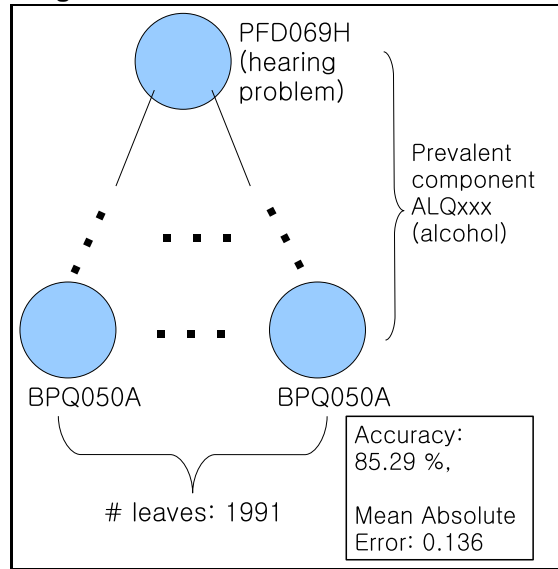 PFD069H
(hearing
problem)
Prevalent
component
ALQxxx
(alcohol)
BPQ050A
BPQ050A
# leaves: 1991
Accuracy:
85.29 %,
Mean Absolute
Error: 0.136